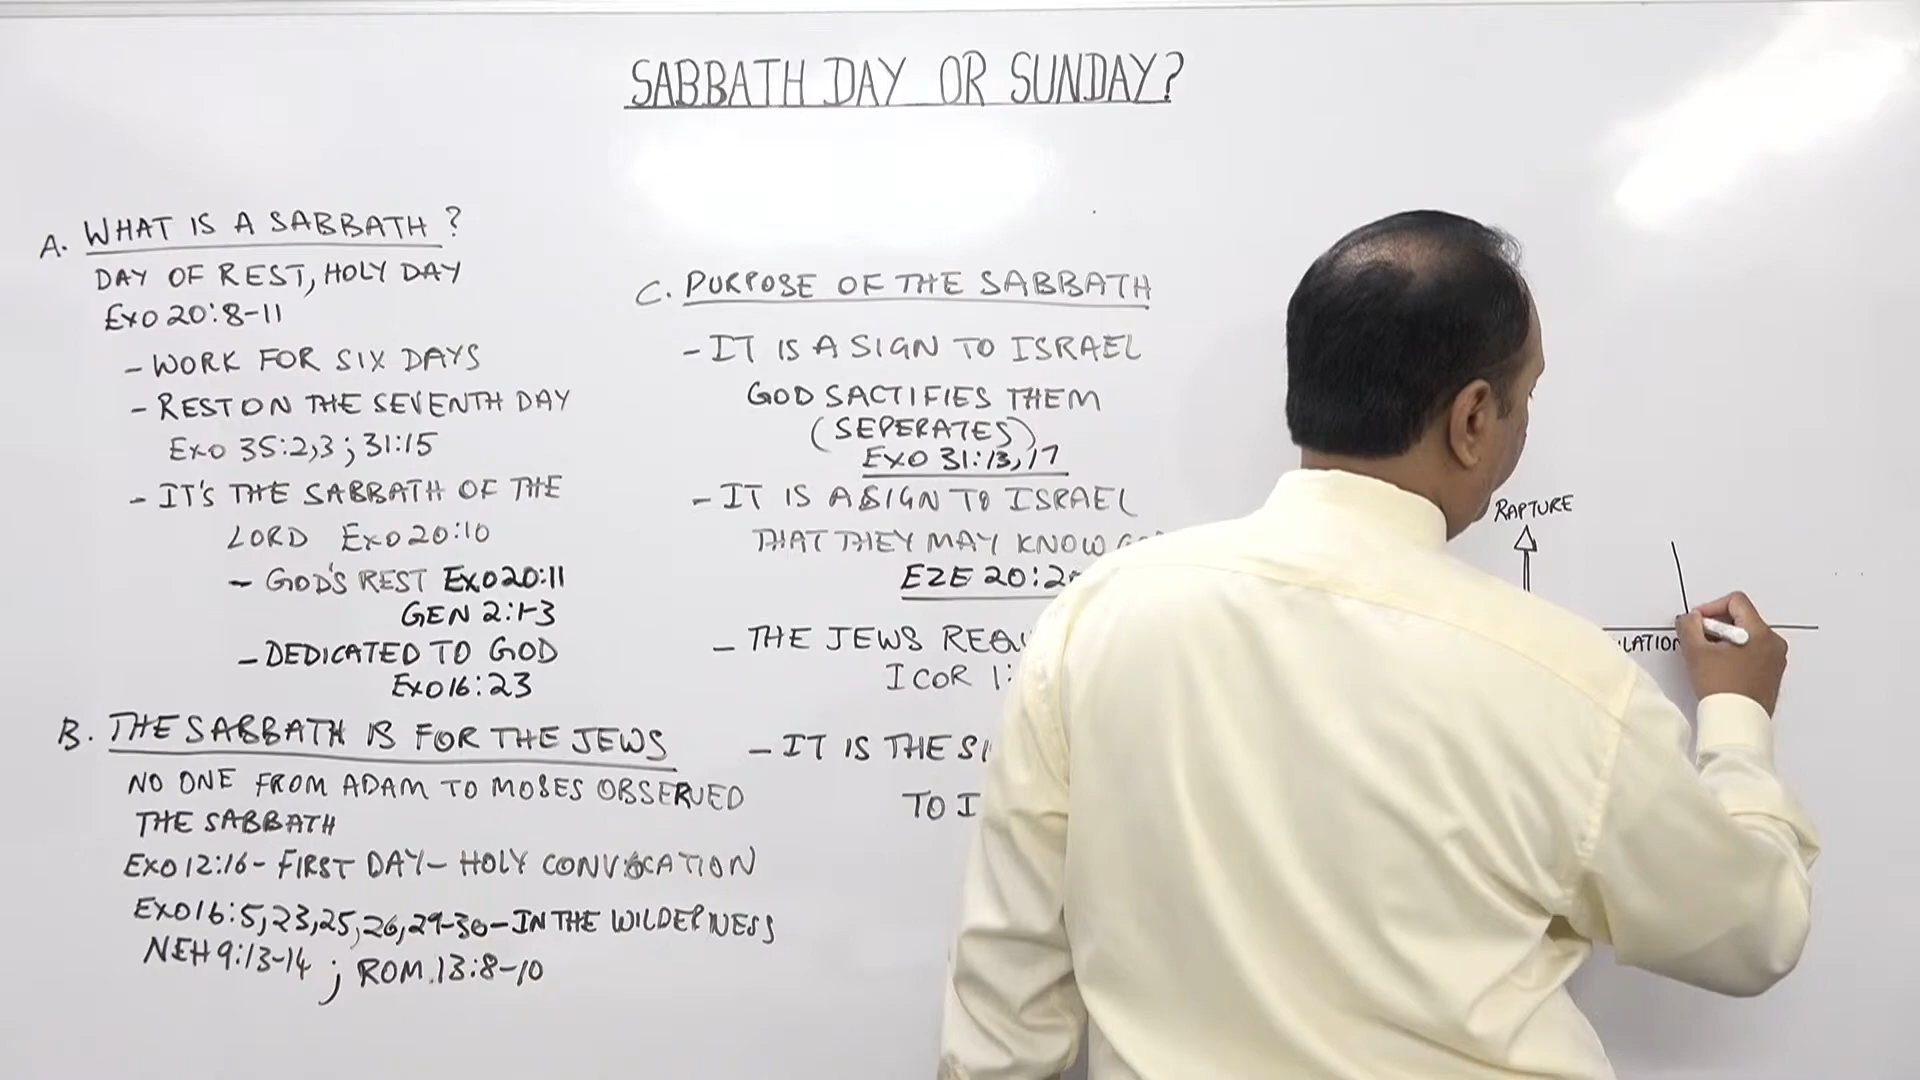 SABBATH DAY OR SUNDAY?
A. WHAT IS A SABBATH?
DAY OF REST, HOLY DAY
EXO 20:8-11
- WORK FOR SIX DAYS
- REST ON THE SEVENTH DAY
EXO 35:2,3 ; 31:15
- IT'S THE SABBATH OF THE
LORD EXO 20:10
- GOD'S REST EXO 20:11
GEN 2:1-3
- DEDICATED TO GOD
EXO 16:23
B. THE SABBATH IS FOR THE JEWS
NO ONE FROM ADAM TO MOSES OBSERVED
THE SABBATH
EXO 12:16 - FIRST DAY - HOLY CONVOCATION
EXO 16:5,23,25,26,29-30 - IN THE WILDERNESS
NEH 9:13-14 ; ROM. 13:8-10
C. PURPOSE OF THE SABBATH
- IT IS A SIGN TO ISRAEL
GOD SACTIFIES THEM
(SEPERATES)
EXO 31:13,17
- IT IS A SIGN TO ISRAEL
THAT THEY MAY KNOW
EZE 20:
- THE JEWS
I COR 1:
- IT IS THE
TO
RAPTURE